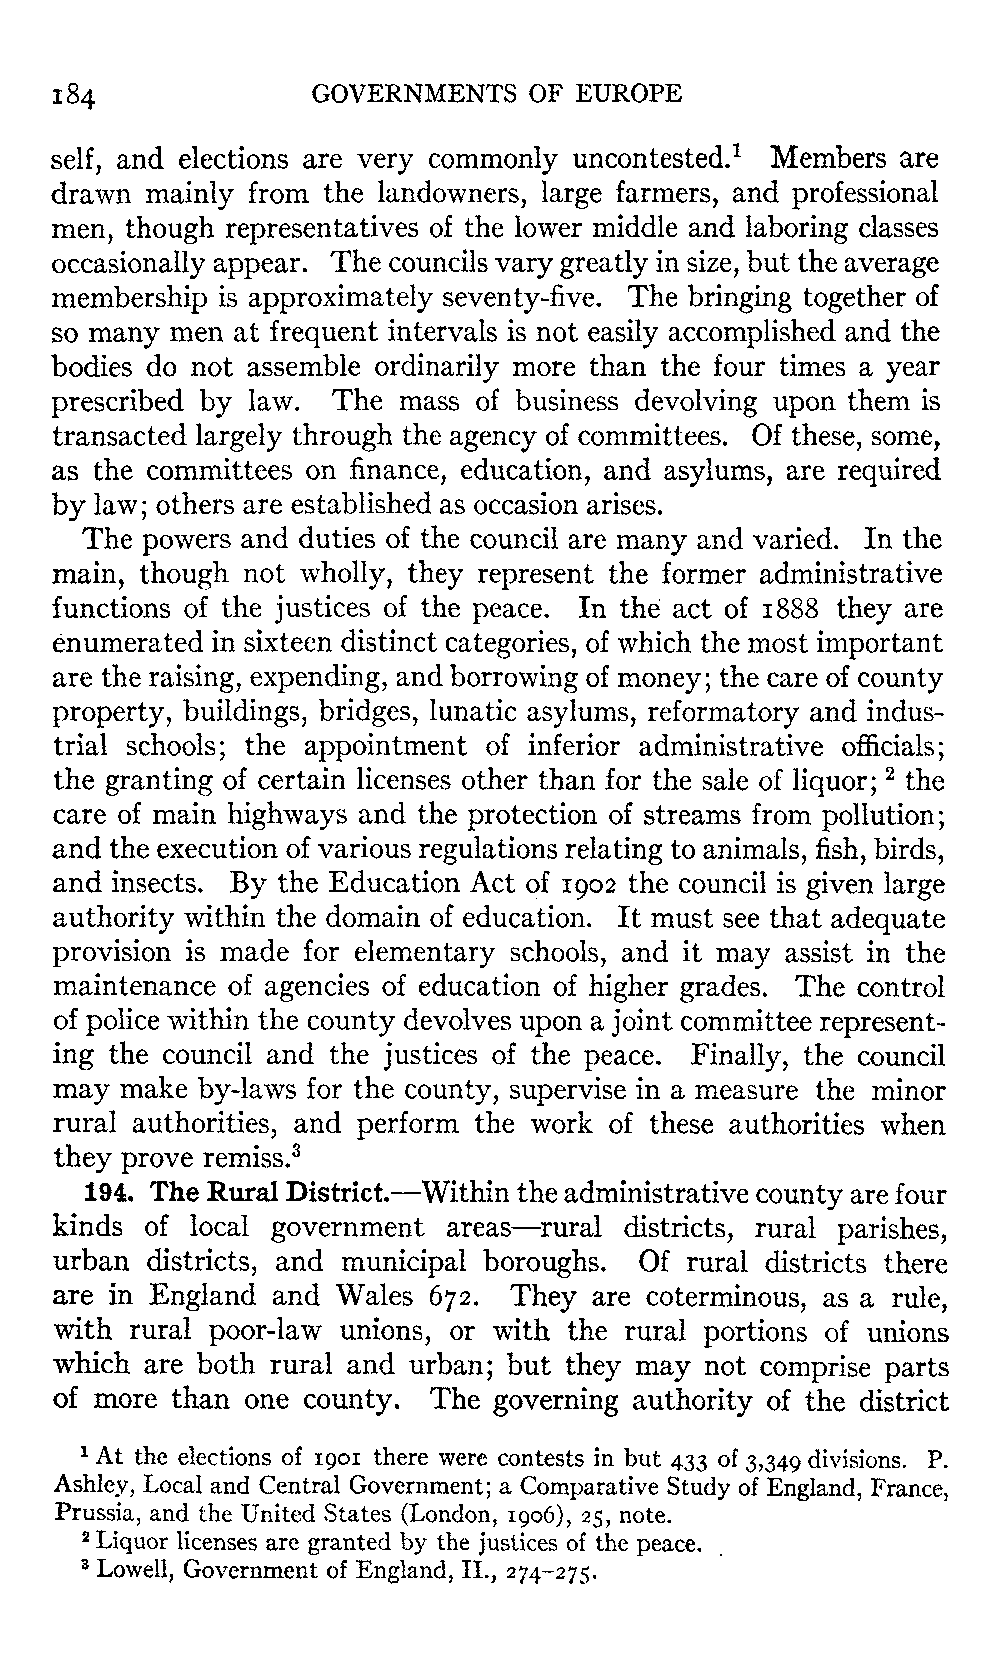 184 GOVERNMENTS OF EUROPE
self, and elections are very commonly uncontested.¹ Members are
drawn mainly from the landowners, large farmers, and professional
men, though representatives of the lower middle and laboring classes
occasionally appear. The councils vary greatly in size, but the average
membership is approximately seventy-five. The bringing together of
so many men at frequent intervals is not easily accomplished and the
bodies do not assemble ordinarily more than the four times a year
prescribed by law. The mass of business devolving upon them is
transacted largely through the agency of committees. Of these, some,
as the committees on finance, education, and asylums, are required
by law; others are established as occasion arises.
The powers and duties of the council are many and varied. In the
main, though not wholly, they represent the former administrative
functions of the justices of the peace. In the act of 1888 they are
enumerated in sixteen distinct categories, of which the most important
are the raising, expending, and borrowing of money; the care of county
property, buildings, bridges, lunatic asylums, reformatory and indus-
trial schools; the appointment of inferior administrative officials;
the granting of certain licenses other than for the sale of liquor; ² the
care of main highways and the protection of streams from pollution;
and the execution of various regulations relating to animals, fish, birds,
and insects. By the Education Act of 1902 the council is given large
authority within the domain of education. It must see that adequate
provision is made for elementary schools, and it may assist in the
maintenance of agencies of education of higher grades. The control
of police within the county devolves upon a joint committee represent-
ing the council and the justices of the peace. Finally, the council
may make by-laws for the county, supervise in a measure the minor
rural authorities, and perform the work of these authorities when
they prove remiss.³
194. The Rural District.—Within the administrative county are four
kinds of local government areas—rural districts, rural parishes,
urban districts, and municipal boroughs. Of rural districts there
are in England and Wales 672. They are coterminous, as a rule,
with rural poor-law unions, or with the rural portions of unions
which are both rural and urban; but they may not comprise parts
of more than one county. The governing authority of the district
¹ At the elections of 1901 there were contests in but 433 of 3,349 divisions. P.
Ashley, Local and Central Government; a Comparative Study of England, France,
Prussia, and the United States (London, 1906), 25, note.
² Liquor licenses are granted by the justices of the peace.
³ Lowell, Government of England, II., 274–275.